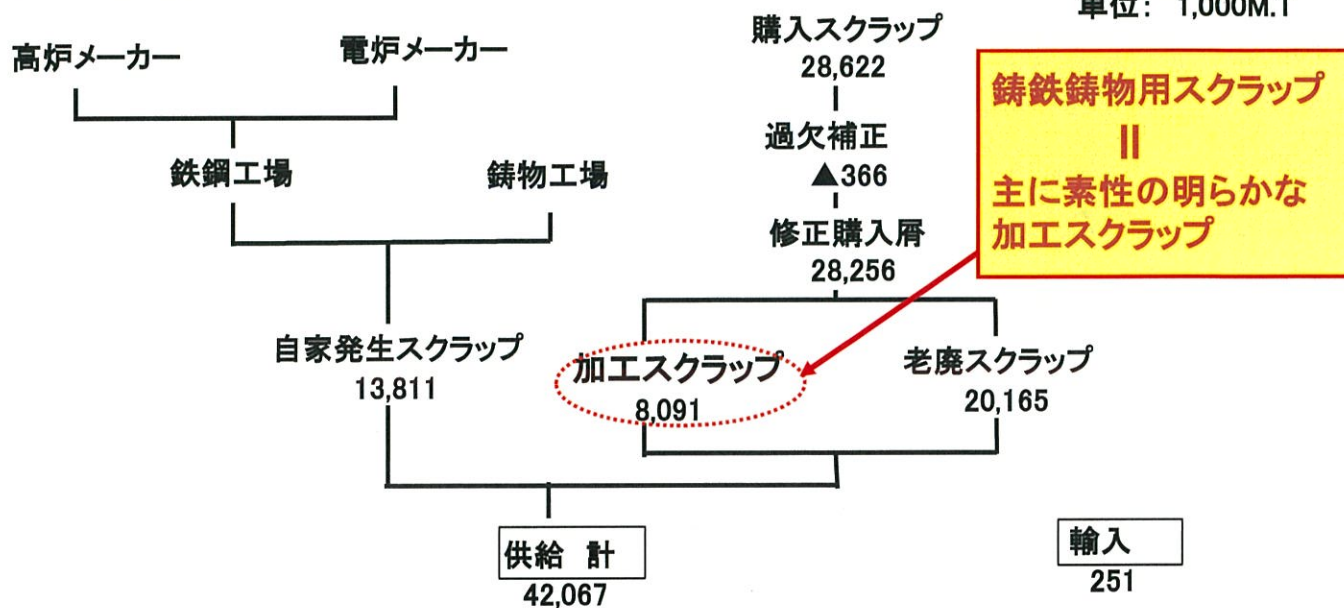 単位: 1,000M.T
高炉メーカー
電炉メーカー
購入スクラップ
28,622
過欠補正
▲366
修正購入屑
28,256
鉄鋼工場
鋳物工場
鋳鉄鋳物用スクラップ
||
主に素性の明らかな
加工スクラップ
自家発生スクラップ
13,811
加工スクラップ
8,091
老廃スクラップ
20,165
供給 計
42,067
輸入
251